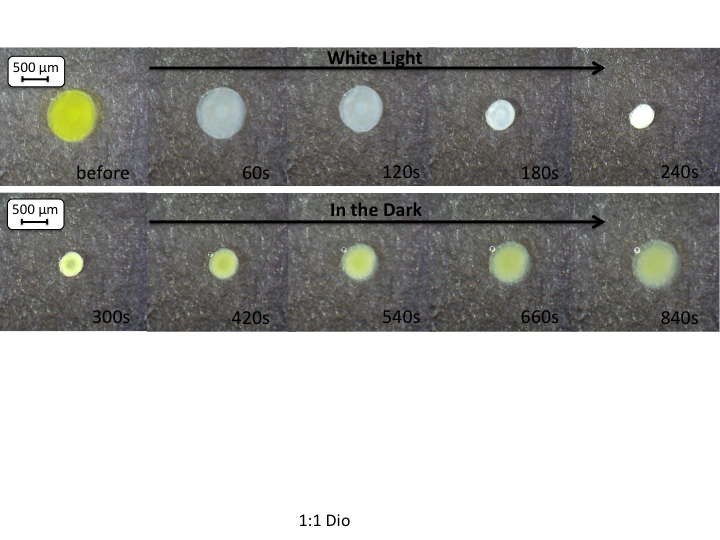 White Light
500 µm
before
60s
120s
180s
240s
In the Dark
500 µm
300s
420s
540s
660s
840s
1:1 Dio